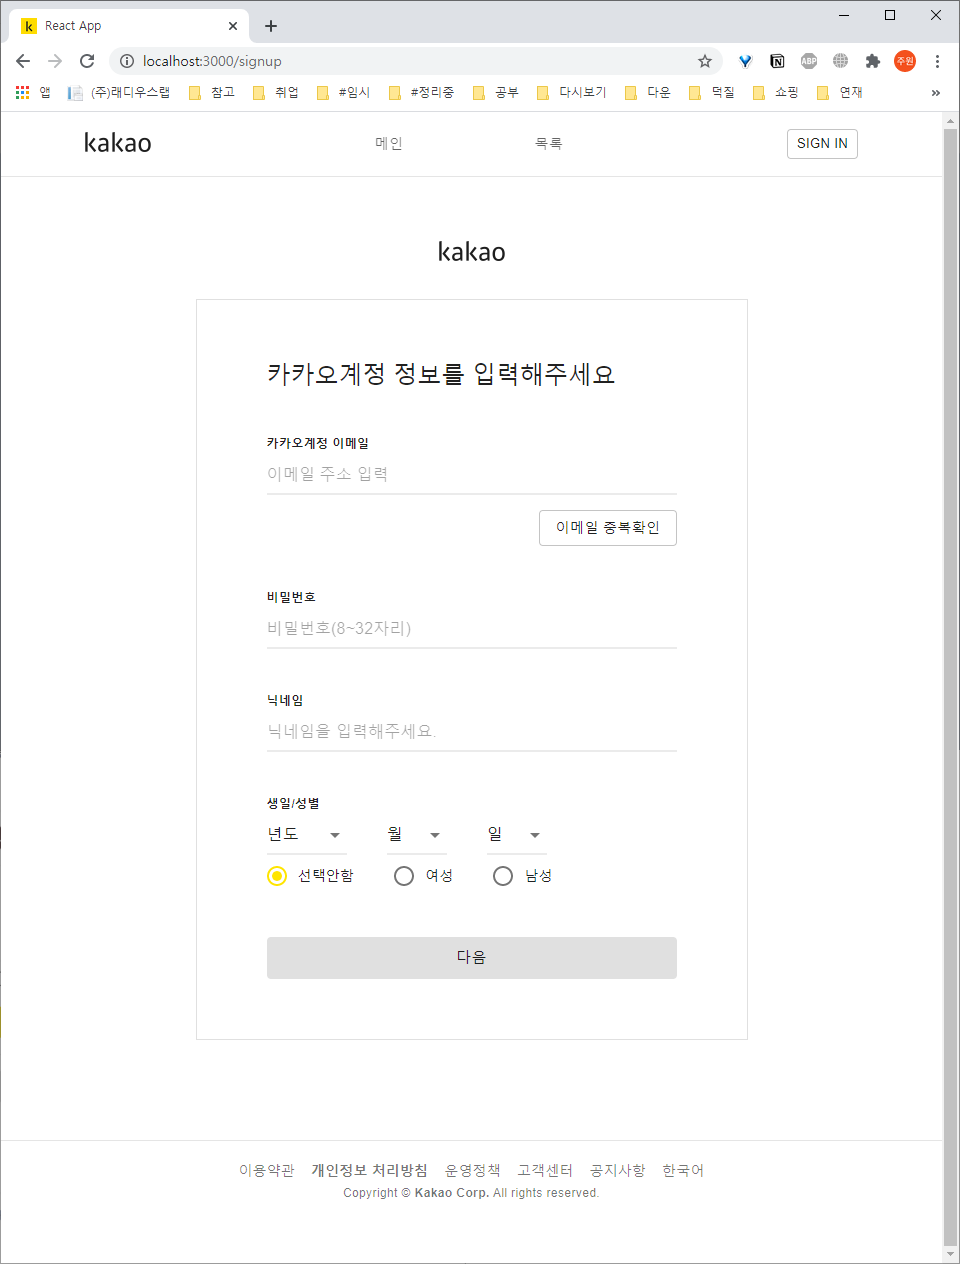 React App
localhost:3000/signup
ABP
주원
앱 (주)래디우스랩 참고 취업 #임시 #정리중 공부 다시보기 다운 덕질 쇼핑 연재 »
kakao 메인 목록 SIGN IN
kakao
카카오계정 정보를 입력해주세요
카카오계정 이메일
이메일 주소 입력
이메일 중복확인
비밀번호
비밀번호(8~32자리)
닉네임
닉네임을 입력해주세요.
생일/성별
년도 월 일
선택안함 여성 남성
다음
이용약관 개인정보 처리방침 운영정책 고객센터 공지사항 한국어
Copyright © Kakao Corp. All rights reserved.